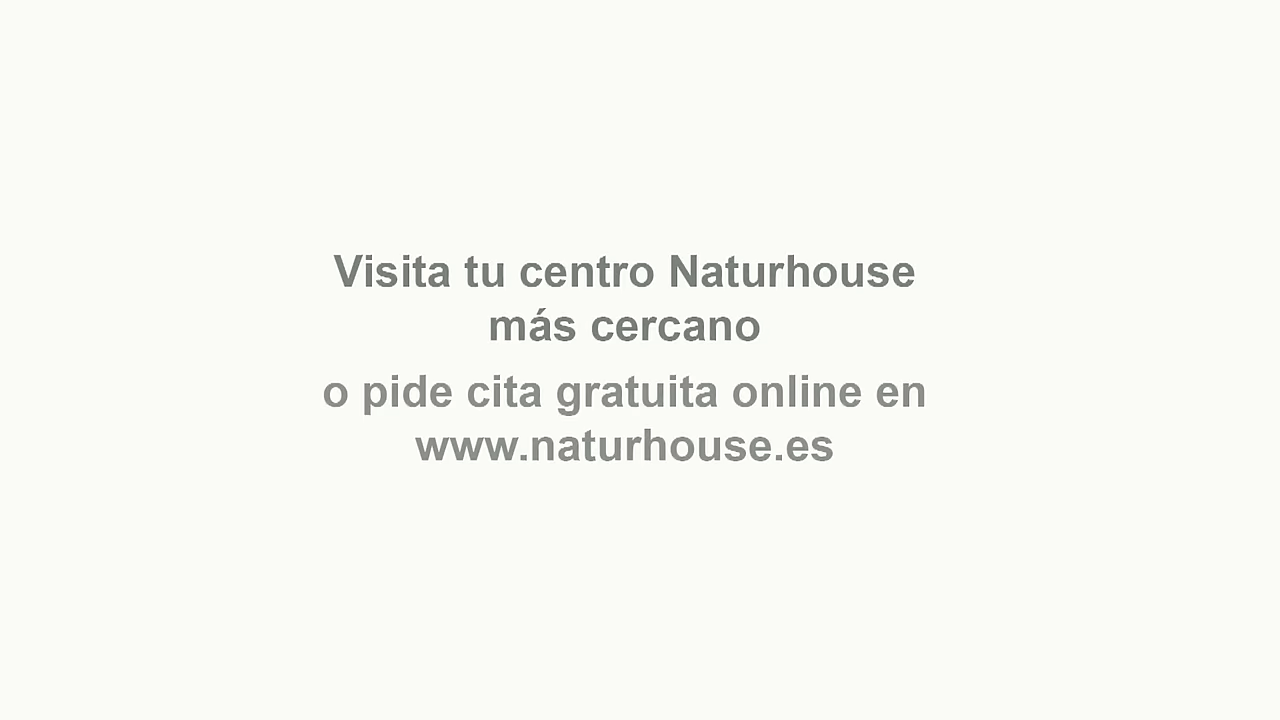 Visita tu centro Naturhouse
más cercano
o pide cita gratuita online en
www.naturhouse.es